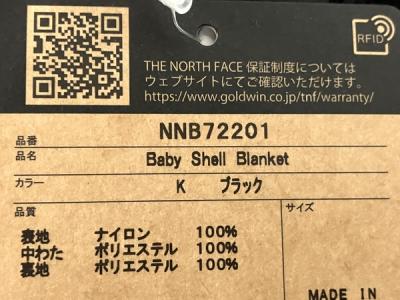 RFID
THE NORTH FACE 保証制度については
ウェブサイトにてご確認いただけます。
https://www.goldwin.co.jp/tnf/warranty/
品番 NNB72201
品名 Baby Shell Blanket
カラー K ブラック
品質 サイズ
表地 ナイロン 100%
中わた ポリエステル 100%
裏地 ポリエステル 100%
MADE IN